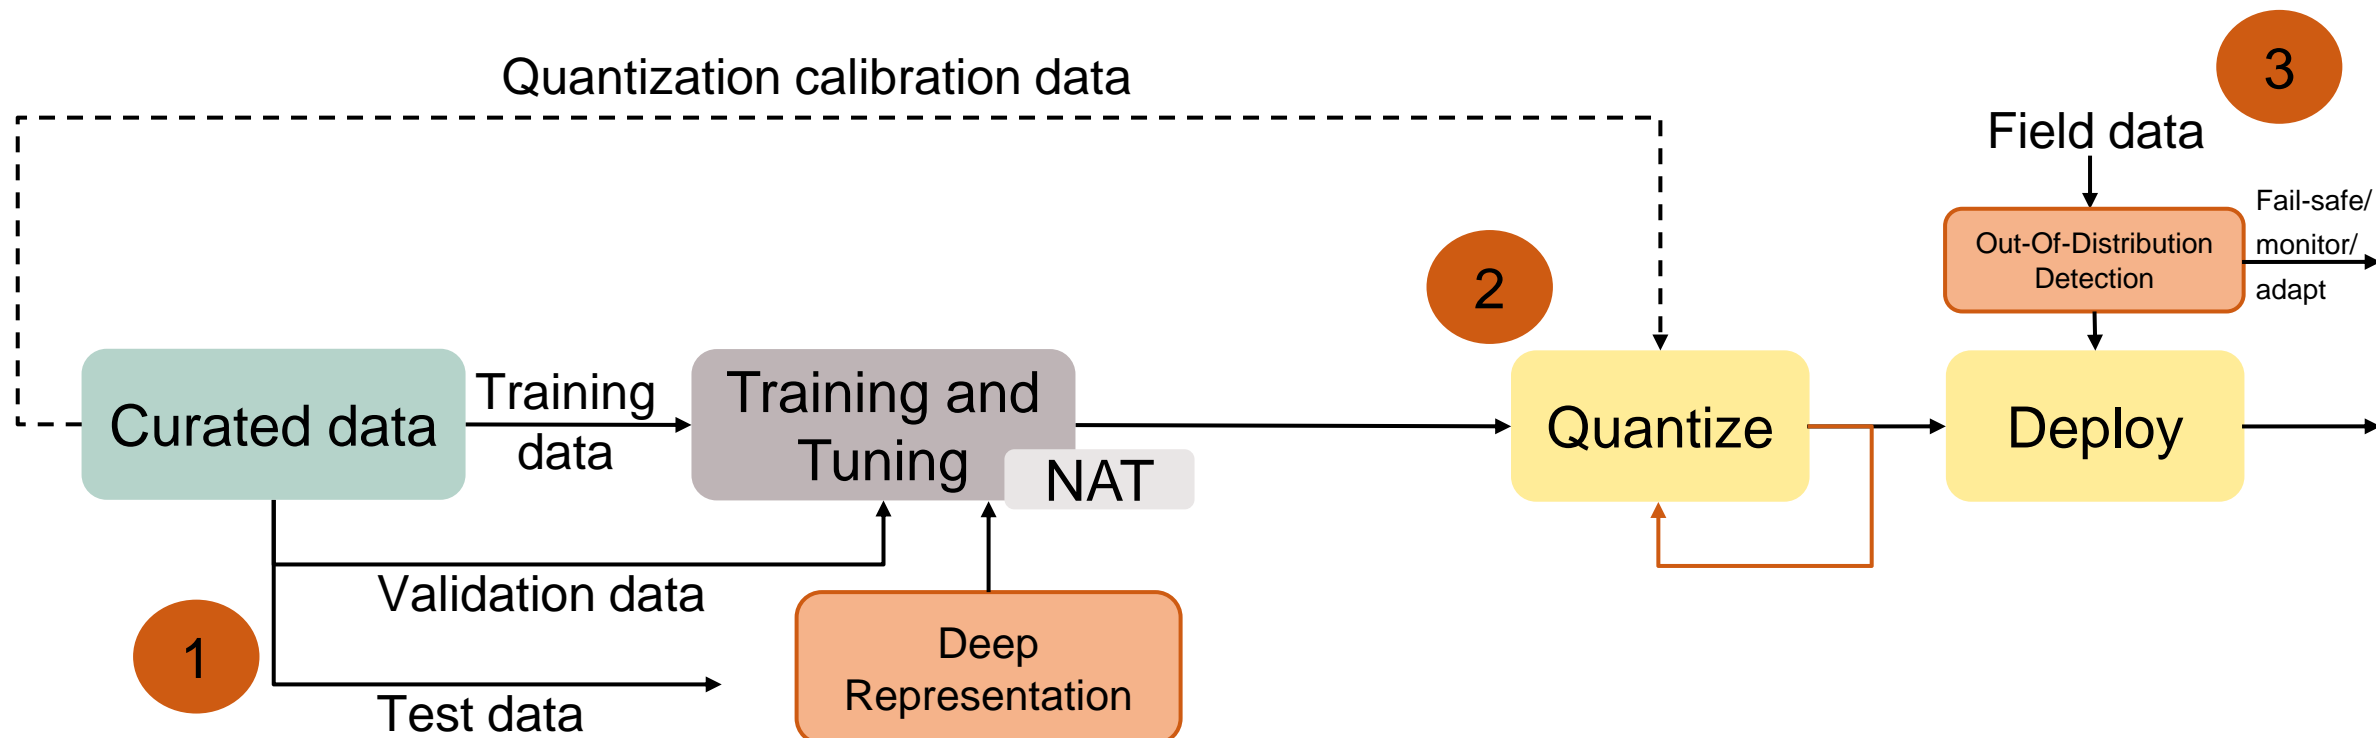 Quantization calibration data
3
Field data
Fail-safe/
monitor/
adapt
Out-Of-Distribution
Detection
2
Curated data
Training
data
Training and
Tuning
NAT
Quantize
Deploy
Validation data
1
Test data
Deep
Representation